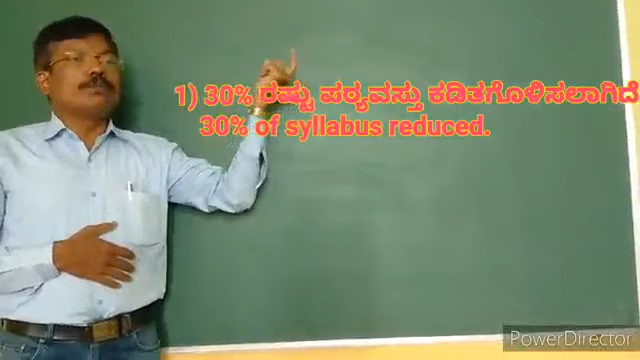 1) 30% ರಷ್ಟು ಪಠ್ಯವಸ್ತು ಕಡಿತಗೊಳಿಸಲಾಗಿದೆ
30% of syllabus reduced.
PowerDirector